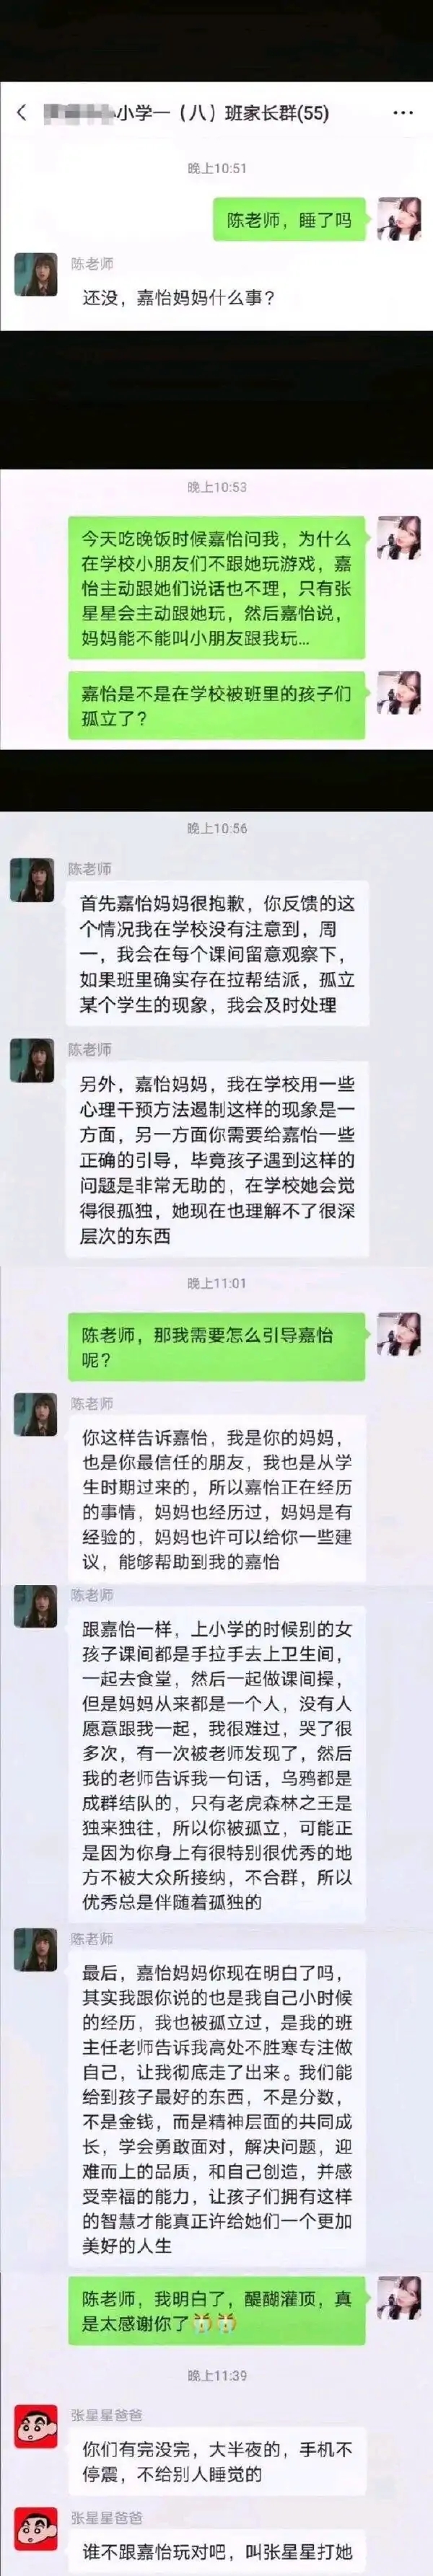 小学一（八）班家长群(55)
晚上10:51
陈老师，睡了吗
陈老师
还没，嘉怡妈妈什么事？
晚上10:53
今天吃晚饭时候嘉怡问我，为什么
在学校小朋友们不跟她玩游戏，嘉
怡主动跟她们说话也不理，只有张
星星会主动跟她玩，然后嘉怡说，
妈妈能不能叫小朋友跟我玩...
嘉怡是不是在学校被班里的孩子们
孤立了？
晚上10:56
陈老师
首先嘉怡妈妈很抱歉，你反馈的这
个情况我在学校没有注意到，周
一，我会在每个课间留意观察下，
如果班里确实存在拉帮结派，孤立
某个学生的现象，我会及时处理
陈老师
另外，嘉怡妈妈，我在学校用一些
心理干预方法遏制这样的现象是一
方面，另一方面你需要给嘉怡一些
正确的引导，毕竟孩子遇到这样的
问题是非常无助的，在学校她会觉
得很孤独，她现在也理解不了很深
层次的东西
晚上11:01
陈老师，那我需要怎么引导嘉怡
呢？
陈老师
你这样告诉嘉怡，我是你的妈妈，
也是你最信任的朋友，我也是从学
生时期过来的，所以嘉怡正在经历
的事情，妈妈也经历过，妈妈是有
经验的，妈妈也许可以给你一些建
议，能够帮助到我的嘉怡
陈老师
跟嘉怡一样，上小学的时候别的女
孩子课间都是手拉手去上卫生间，
一起去食堂，然后一起做课间操，
但是妈妈从来都是一个人，没有人
愿意跟我一起，我很难过，哭了很
多次，有一次被老师发现了，然后
我的老师告诉我一句话，乌鸦都是
成群结队的，只有老虎森林之王是
独来独往，所以你被孤立，可能正
是因为你身上有很特别很优秀的地
方不被大众所接纳，不合群，所以
优秀总是伴随着孤独的
陈老师
最后，嘉怡妈妈你现在明白了吗，
其实我跟你说的也是我自己小时候
的经历，我也被孤立过，是我的班
主任老师告诉我高处不胜寒专注做
自己，让我彻底走了出来。我们能
给到孩子最好的东西，不是分数，
不是金钱，而是精神层面的共同成
长，学会勇敢面对，解决问题，迎
难而上的品质，和自己创造，并感
受幸福的能力，让孩子们拥有这样
的智慧才能真正许给她们一个更加
美好的人生
陈老师，我明白了，醍醐灌顶，真
是太感谢你了😭😭
晚上11:39
张星星爸爸
你们有完没完，大半夜的，手机不
停震，不给别人睡觉的
张星星爸爸
谁不跟嘉怡玩对吧，叫张星星打她